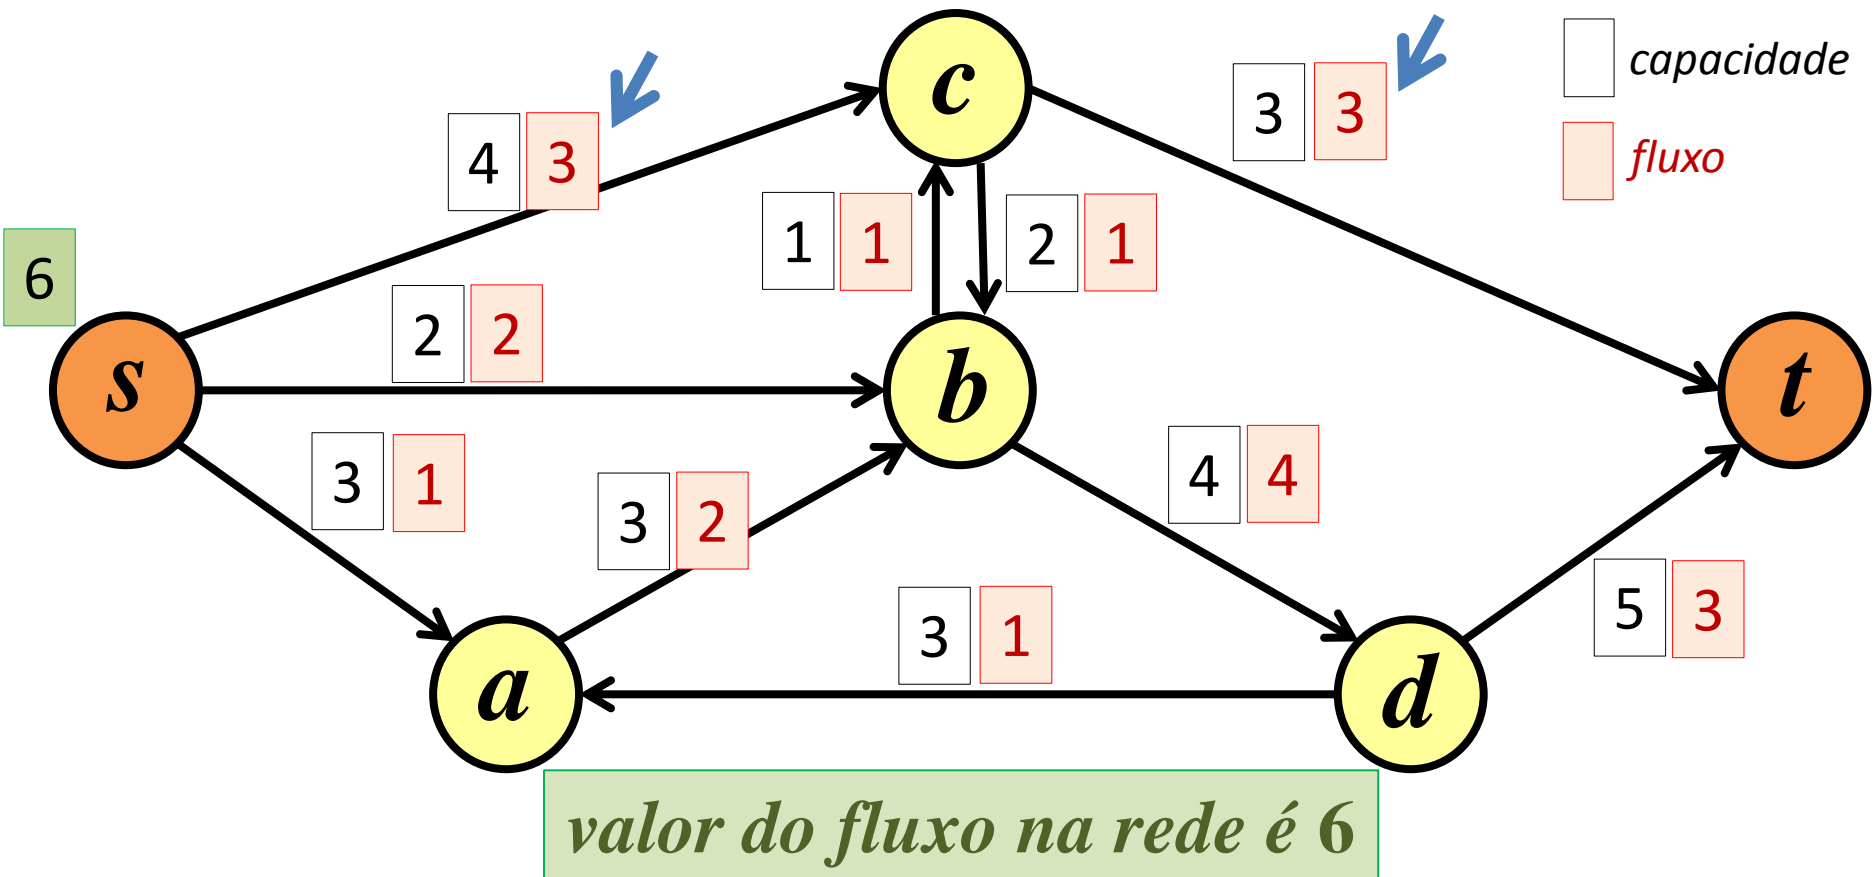 c
4 3
3 3
capacidade
fluxo
1 1
2 1
6
2 2
s
b
t
3 1
3 2
4 4
3 1
5 3
a
d
valor do fluxo na rede é 6